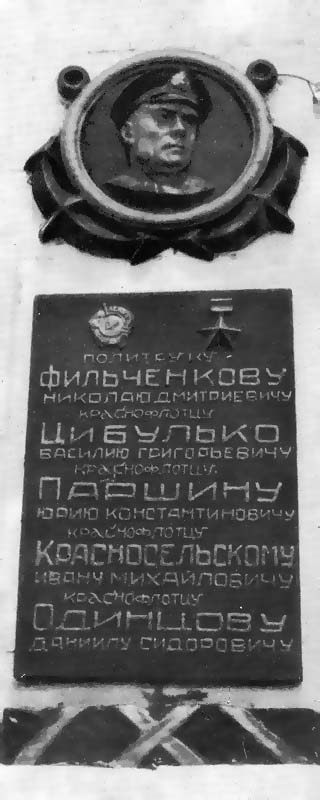 ПОЛИТРУКУ
ФИЛЬЧЕНКОВУ
НИКОЛАЮ ДМИТРИЕВИЧУ
КРАСНОФЛОТЦУ
ЦИБУЛЬКО
ВАСИЛИЮ ГРИГОРЬЕВИЧУ
КРАСНОФЛОТЦУ
ПАРШИНУ
ЮРИЮ КОНСТАНТИНОВИЧУ
КРАСНОФЛОТЦУ
КРАСНОСЕЛЬСКОМУ
ИВАНУ МИХАЙЛОВИЧУ
КРАСНОФЛОТЦУ
ОДИНЦОВУ
ДАНИИЛУ СИДОРОВИЧУ